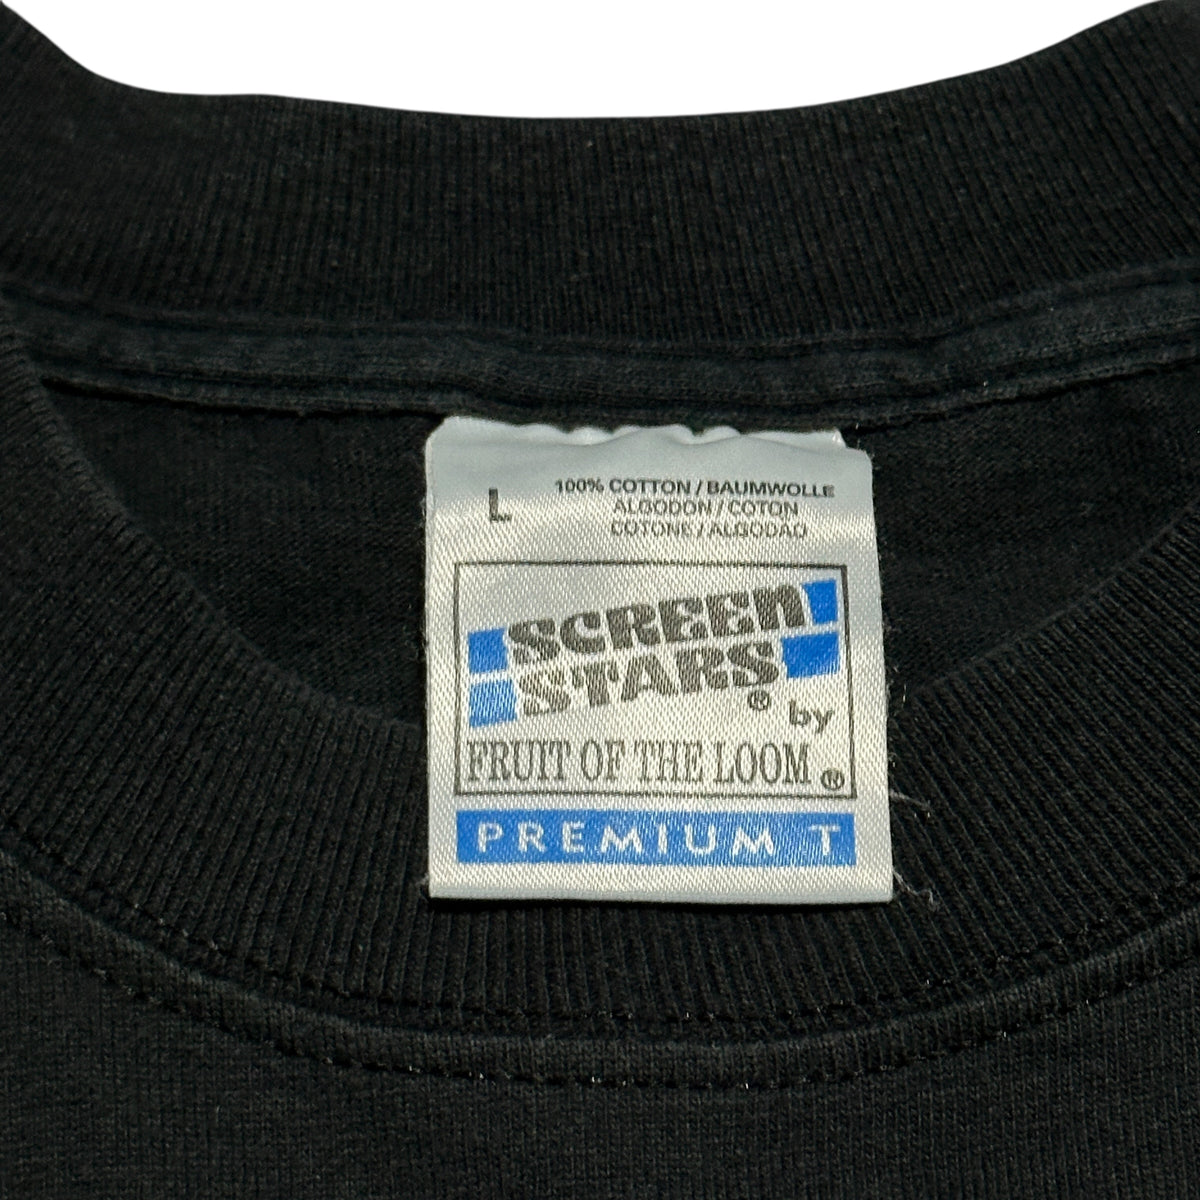 L
100% COTTON / BAUMWOLLE
ALGODON / COTON
COTONE / ALGODAO
SCREEN
STARS ® by
FRUIT OF THE LOOM ®
PREMIUM T